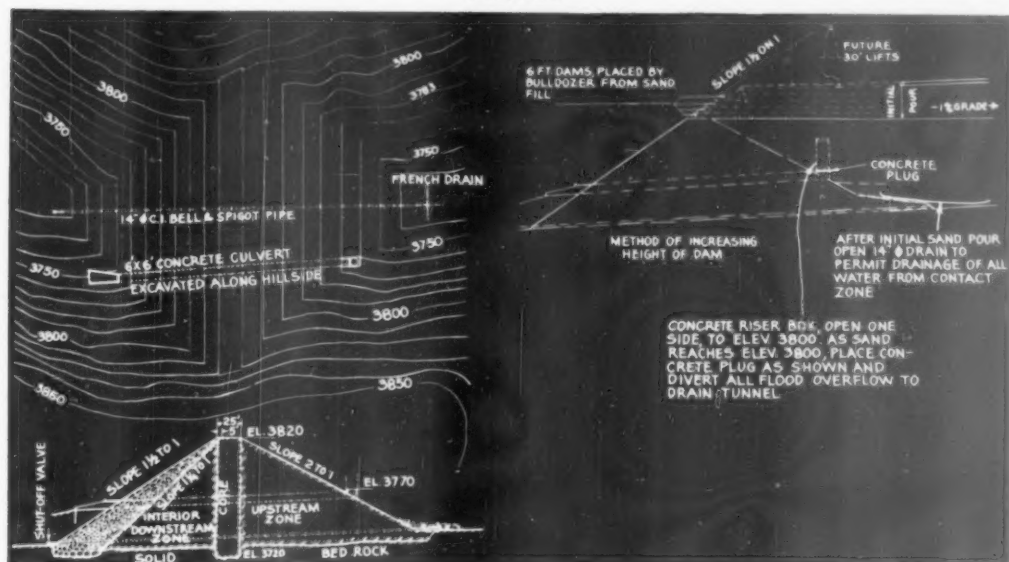 3800
3800
3783
3750
3750
FRENCH DRAIN
14"ϕ C.I. BELL & SPIGOT PIPE
3750
3750
6'X6' CONCRETE CULVERT
EXCAVATED ALONG HILLSIDE
3800
3800
3850
3850
SHUT-OFF VALVE
SLOPE 1½ TO 1
25'
5'
EL. 3820
SLOPE 2 TO 1
EL 3770
CORE
INTERIOR
DOWNSTREAM
ZONE
UPSTREAM
ZONE
SOLID
EL. 3720
BED ROCK
6 FT DAMS, PLACED BY
BULLDOZER FROM SAND
FILL
SLOPE 1½ ON 1
FUTURE
30' LIFTS
INITIAL
POUR
GRADE
CONCRETE
PLUG
METHOD OF INCREASING
HEIGHT OF DAM
AFTER INITIAL SAND POUR
OPEN 14"ϕ DRAIN TO
PERMIT DRAINAGE OF ALL
WATER FROM CONTACT
ZONE
CONCRETE RISER BOX, OPEN ONE
SIDE, TO ELEV 3800. AS SAND
REACHES ELEV. 3800, PLACE CON-
CRETE PLUG AS SHOWN AND
DIVERT ALL FLOOD OVERFLOW TO
DRAIN TUNNEL